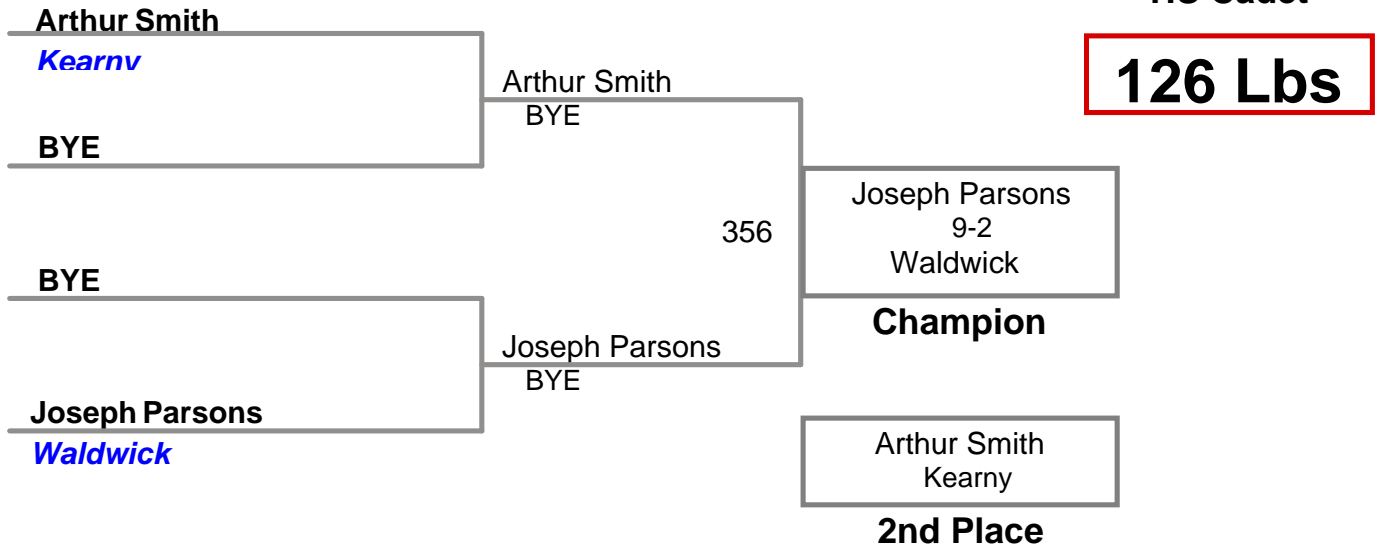 Arthur Smith
Kearny
BYE
Arthur Smith
BYE
126 Lbs
BYE
Joseph Parsons
Waldwick
Joseph Parsons
BYE
356
Joseph Parsons
9-2
Waldwick
Champion
Arthur Smith
Kearny
2nd Place